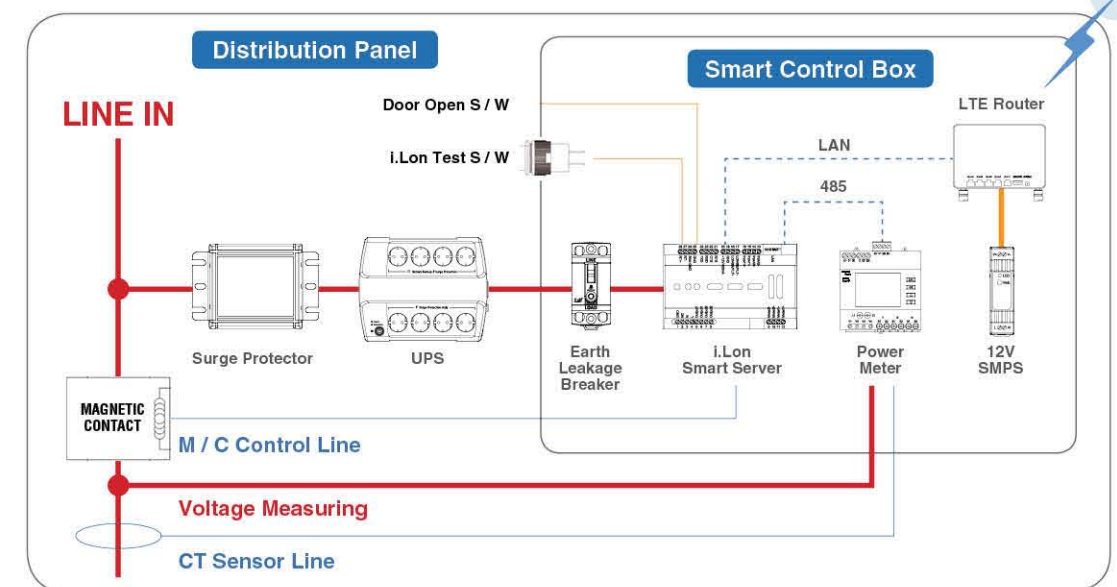 Distribution Panel
Smart Control Box
LINE IN
Door Open S / W
LTE Router
i.Lon Test S / W
LAN
485
Surge Protector
UPS
Earth
Leakage
Breaker
i.Lon
Smart Server
Power
Meter
12V
SMPS
MAGNETIC
CONTACT
M / C Control Line
Voltage Measuring
CT Sensor Line